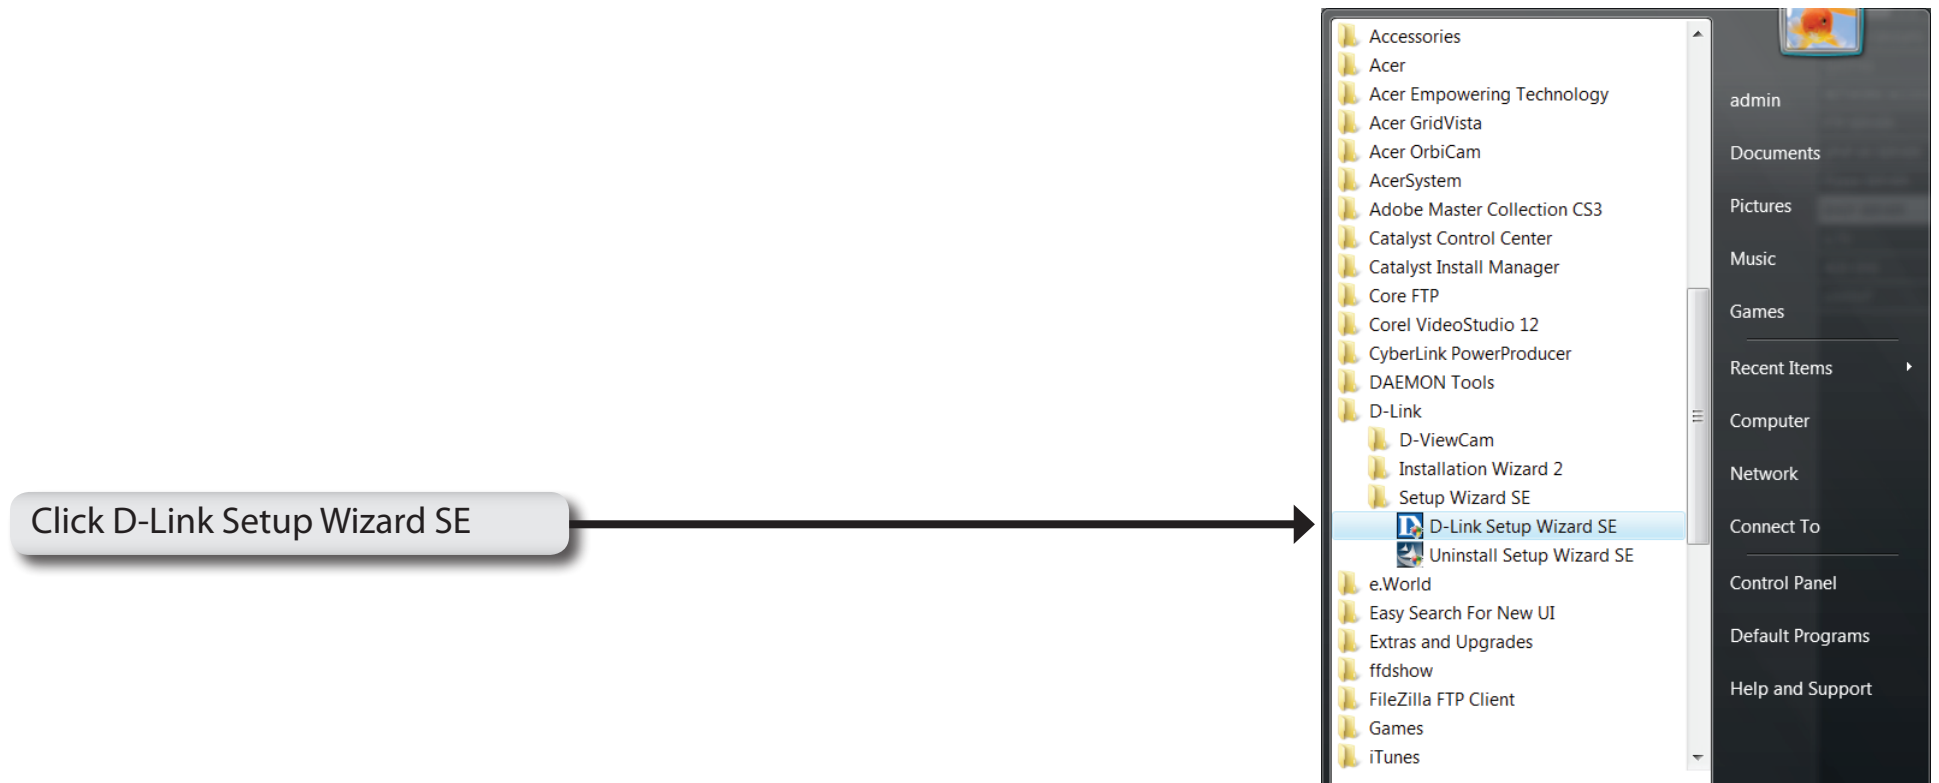 Click D-Link Setup Wizard SE
Accessories
Acer
Acer Empowering Technology
Acer GridVista
Acer OrbiCam
AcerSystem
Adobe Master Collection CS3
Catalyst Control Center
Catalyst Install Manager
Core FTP
Corel VideoStudio 12
CyberLink PowerProducer
DAEMON Tools
D-Link
D-ViewCam
Installation Wizard 2
Setup Wizard SE
D-Link Setup Wizard SE
Uninstall Setup Wizard SE
e.World
Easy Search For New UI
Extras and Upgrades
ffdshow
FileZilla FTP Client
Games
iTunes
admin
Documents
Pictures
Music
Games
Recent Items
Computer
Network
Connect To
Control Panel
Default Programs
Help and Support